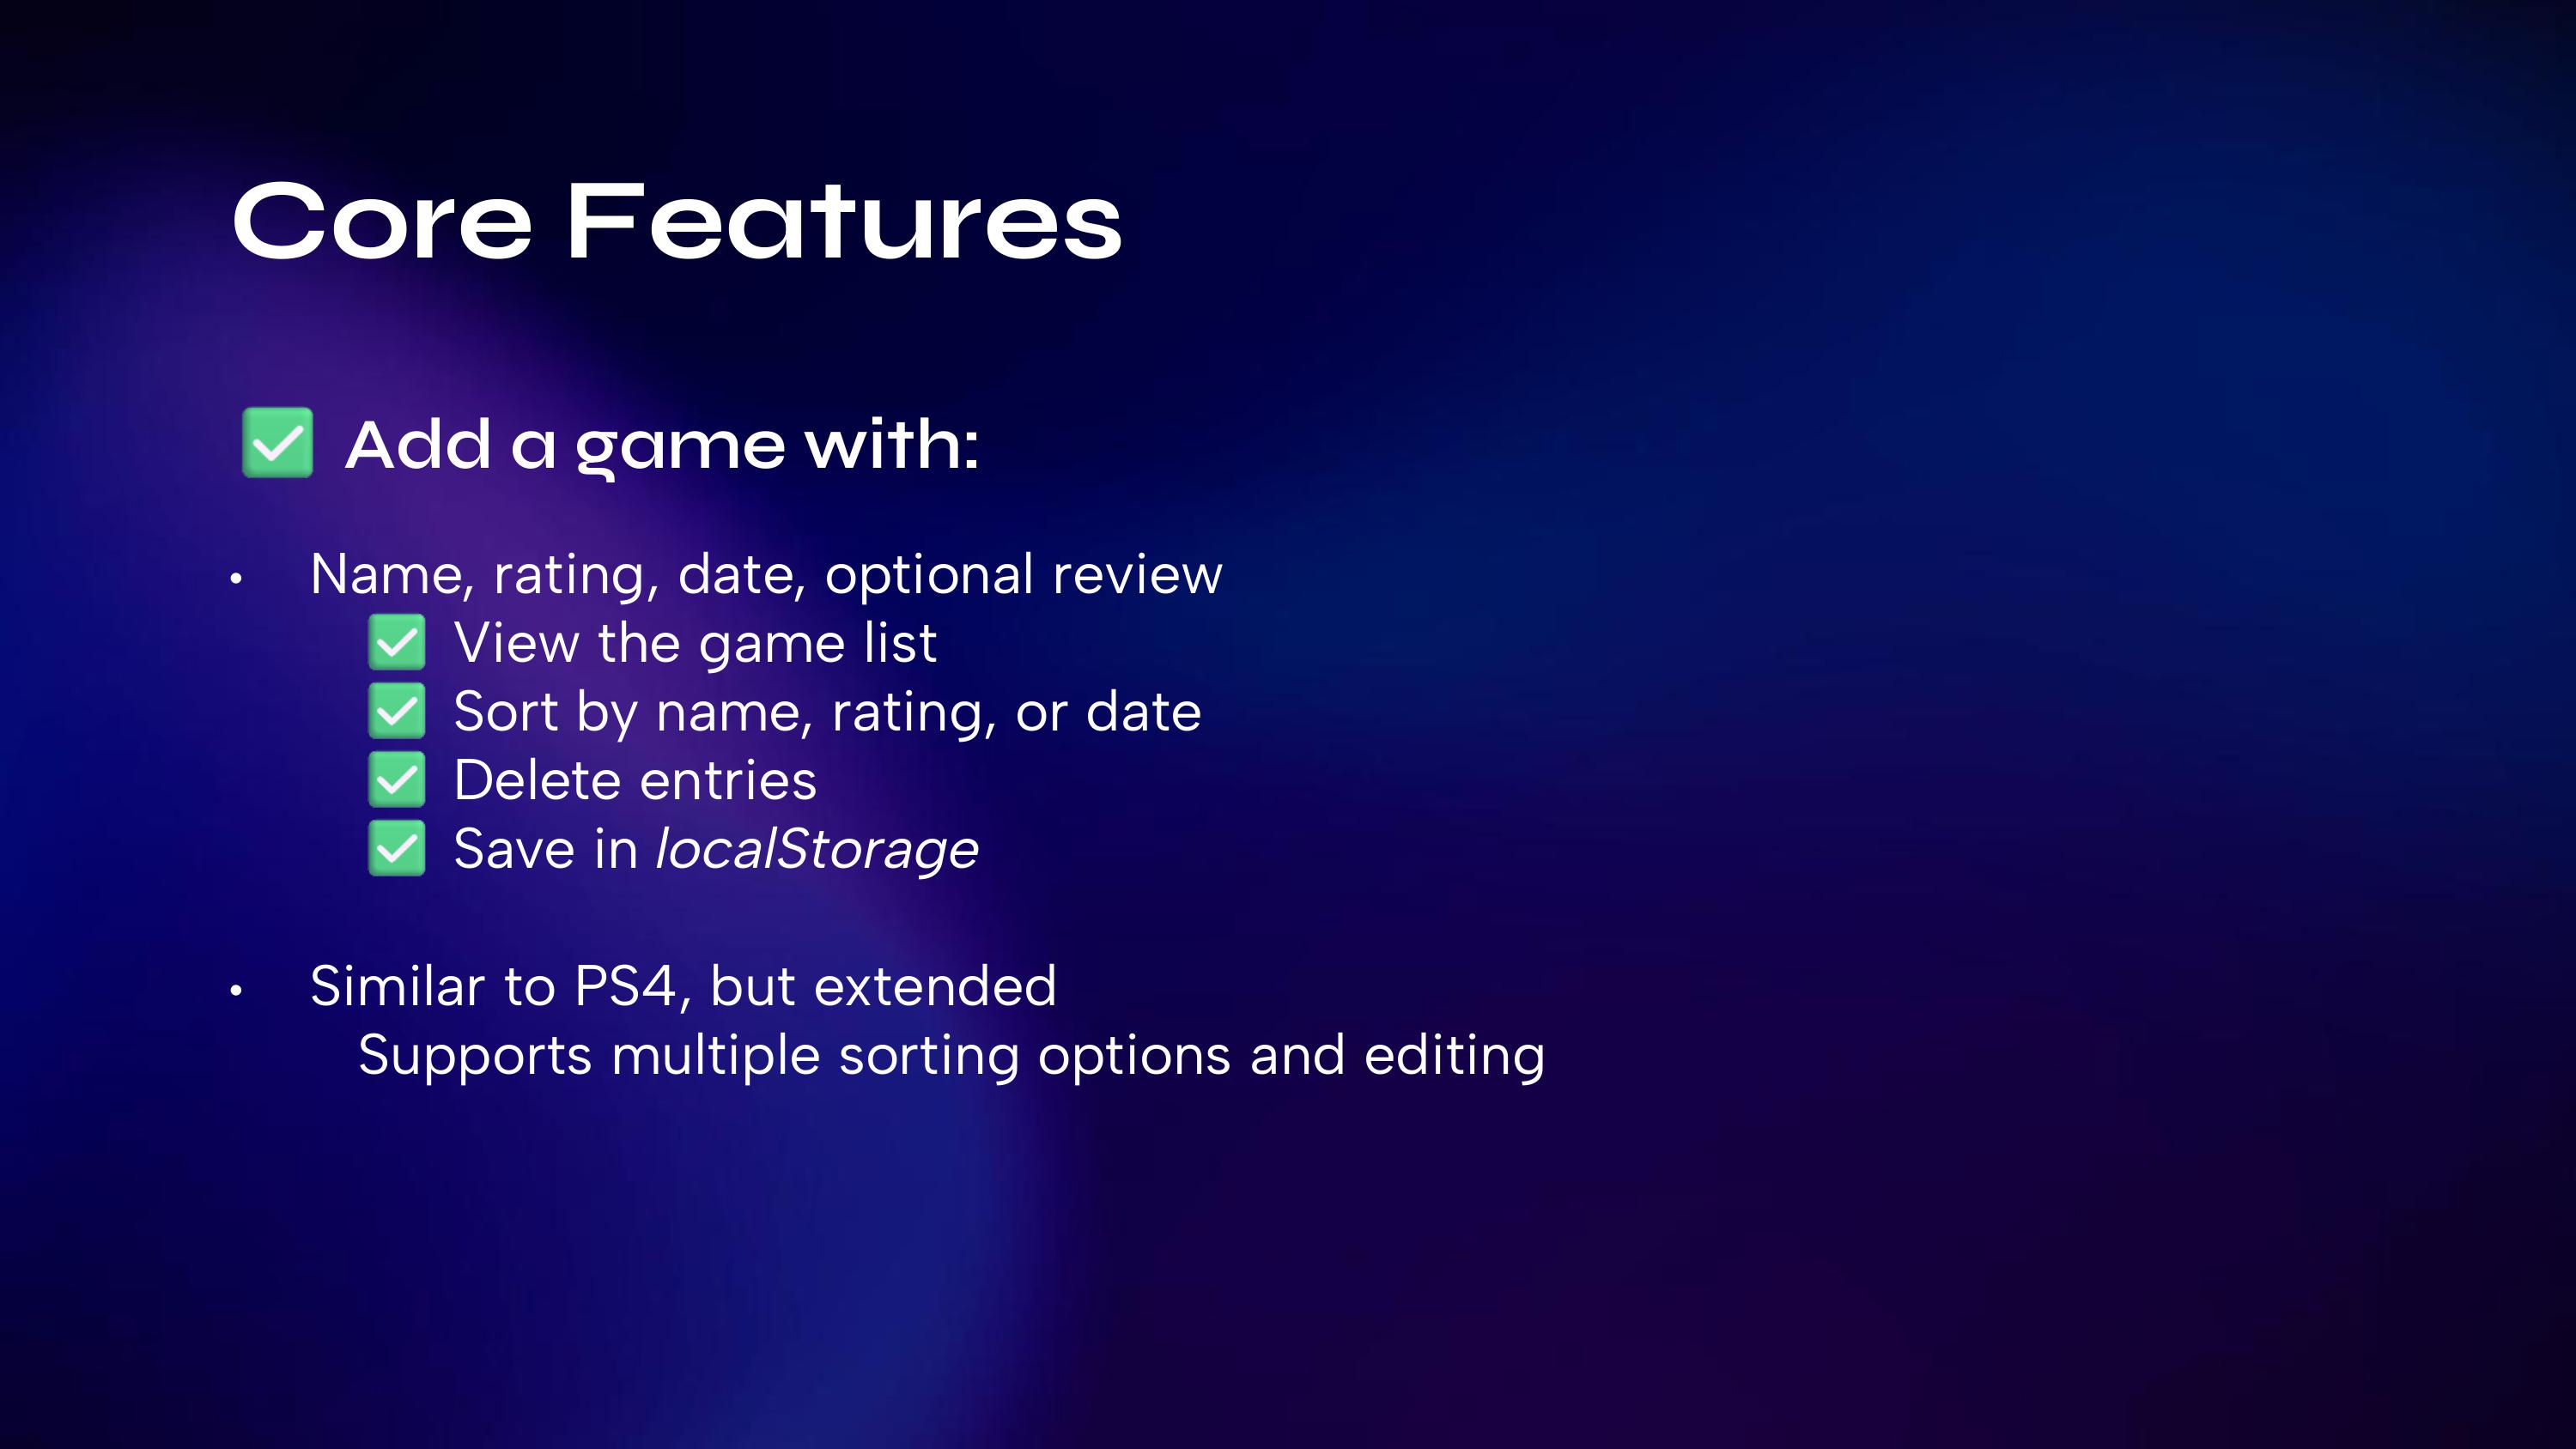 Core Features
✅ Add a game with:
• Name, rating, date, optional review
✅ View the game list
✅ Sort by name, rating, or date
✅ Delete entries
✅ Save in localStorage
• Similar to PS4, but extended
Supports multiple sorting options and editing